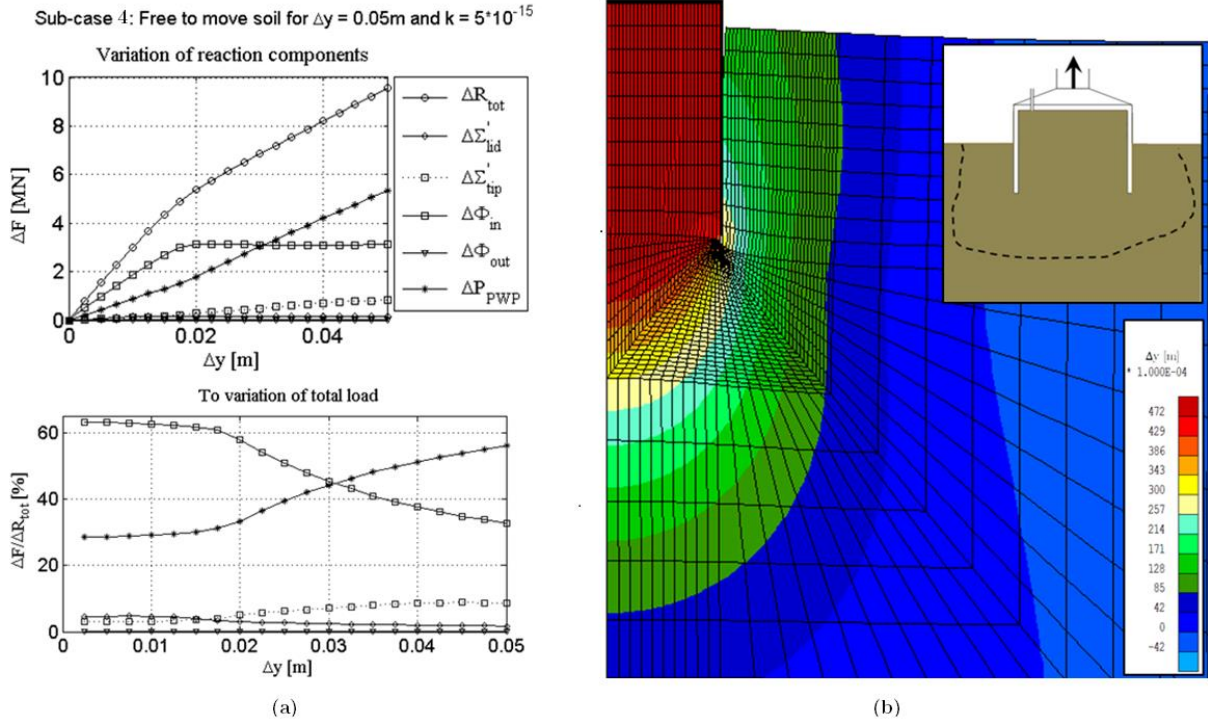 Sub-case 4: Free to move soil for Δy = 0.05m and k = 5*10^-15
Variation of reaction components
10
8
6
4
2
0
ΔF [MN]
0
0.02
0.04
Δy [m]
ΔR_tot
ΔΣ'_lid
ΔΣ'_tip
ΔΦ_in
ΔΦ_out
ΔP_PWP
To variation of total load
60
40
20
0
ΔF/ΔR_tot [%]
0
0.01
0.02
0.03
0.04
0.05
Δy [m]
(a)
Δy [m]
* 1.000E-04
472
429
386
343
300
257
214
171
128
85
42
0
-42
(b)